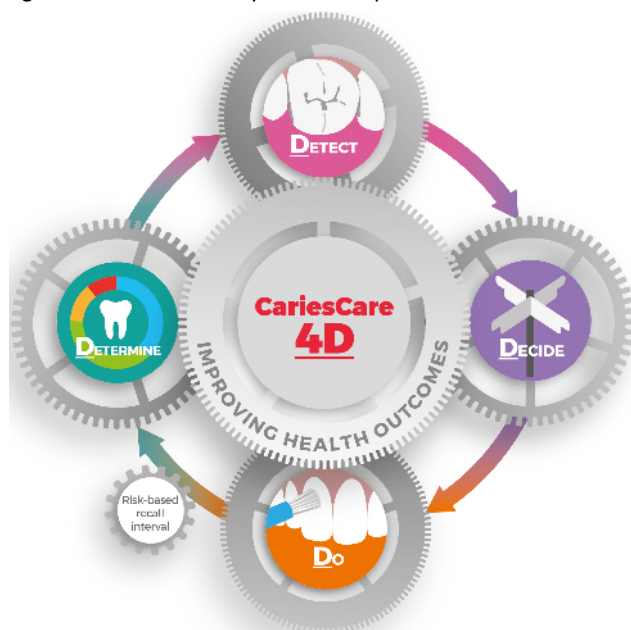 DETECT
DETERMINE
CariesCare
4D
DECIDE
IMPROVING HEALTH OUTCOMES
Risk-based
recall
interval
DO